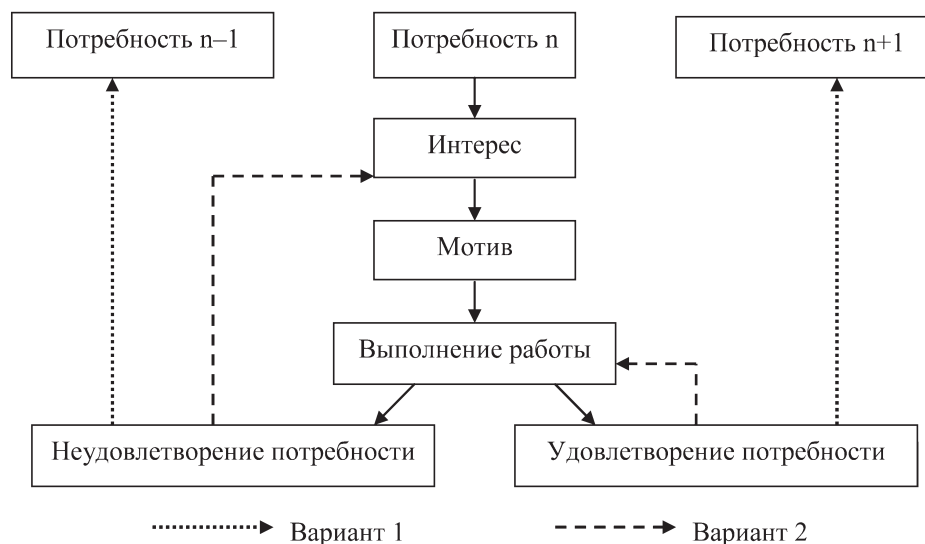 Потребность n–1
Потребность n
Потребность n+1
Интерес
Мотив
Выполнение работы
Неудовлетворение потребности
Удовлетворение потребности
Вариант 1
Вариант 2